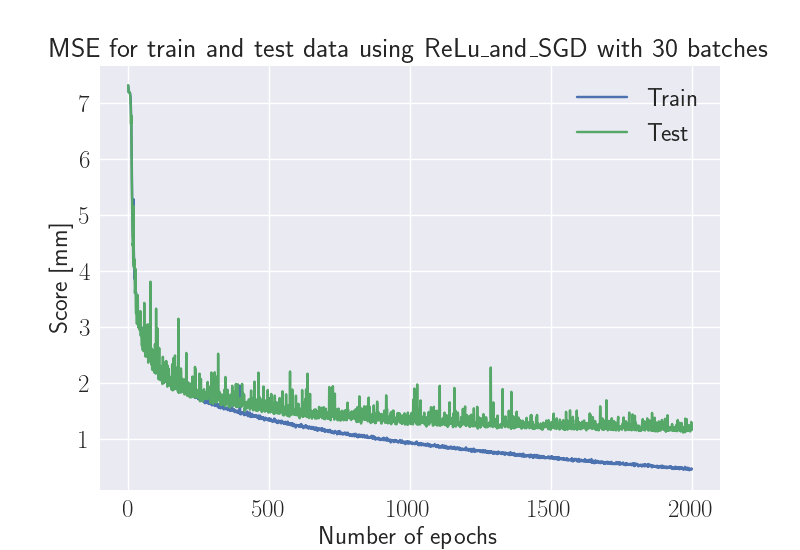 MSE for train and test data using ReLu_and_SGD with 30 batches
Train
Test
7
6
5
4
3
2
1
Score [mm]
0
500
1000
1500
2000
Number of epochs